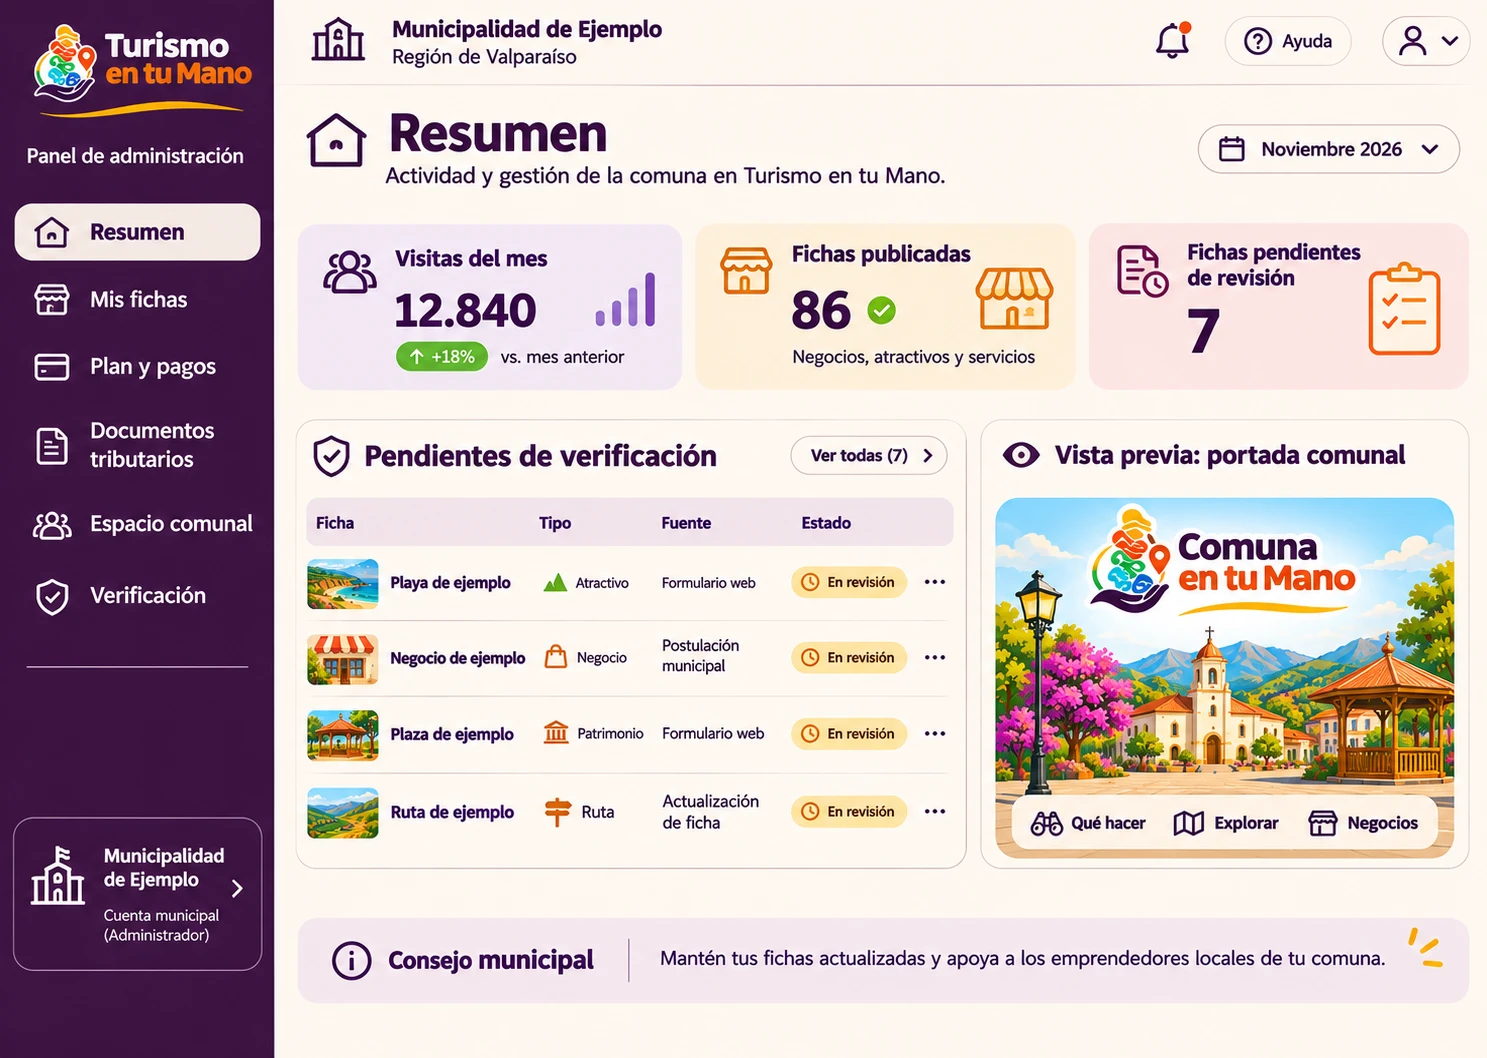 Turismo
en tu Mano
Panel de administración
Resumen
Mis fichas
Plan y pagos
Documentos
tributarios
Espacio comunal
Verificación
Municipalidad
de Ejemplo
Cuenta municipal
(Administrador)
Municipalidad de Ejemplo
Región de Valparaíso
Ayuda
Resumen
Actividad y gestión de la comuna en Turismo en tu Mano.
Noviembre 2026
Visitas del mes
12.840
+18% vs. mes anterior
Fichas publicadas
86
Negocios, atractivos y servicios
Fichas pendientes
de revisión
7
Pendientes de verificación
Ver todas (7)
Ficha Tipo Fuente Estado
Playa de ejemplo Atractivo Formulario web En revisión
Negocio de ejemplo Negocio Postulación
municipal En revisión
Plaza de ejemplo Patrimonio Formulario web En revisión
Ruta de ejemplo Ruta Actualización
de ficha En revisión
Vista previa: portada comunal
Comuna
en tu Mano
Qué hacer Explorar Negocios
Consejo municipal
Mantén tus fichas actualizadas y apoya a los emprendedores locales de tu comuna.